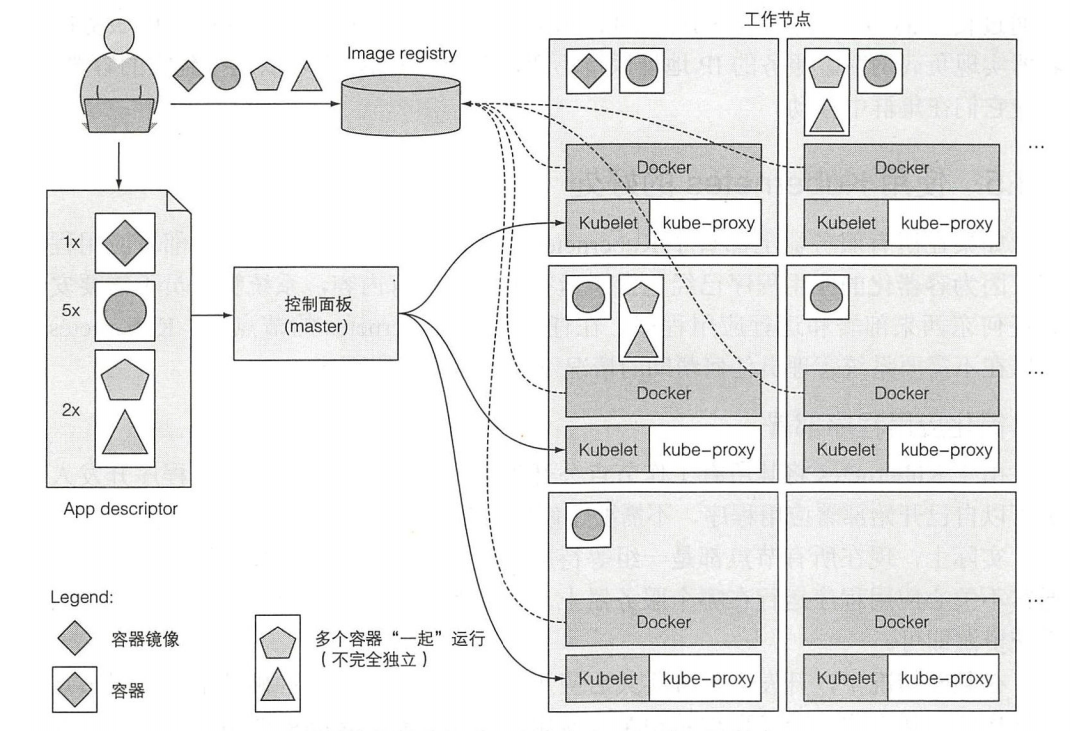 工作节点
Image registry
Docker
Kubelet
kube-proxy
Docker
Kubelet
kube-proxy
...
1x
5x
2x
App descriptor
控制面板
(master)
Docker
Kubelet
kube-proxy
Docker
Kubelet
kube-proxy
...
Docker
Kubelet
kube-proxy
Docker
Kubelet
kube-proxy
...
Legend:
容器镜像
容器
多个容器“一起”运行
(不完全独立)